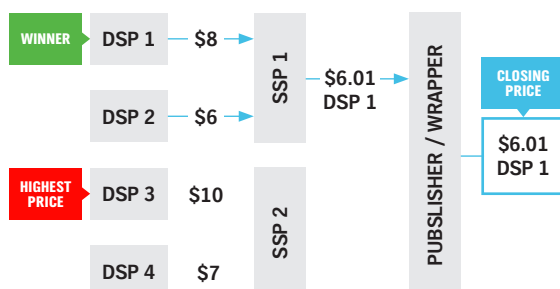 WINNER
DSP 1
$8
DSP 2
$6
SSP 1
$6.01
DSP 1
HIGHEST
PRICE
DSP 3
$10
DSP 4
$7
SSP 2
PUBSLISHER / WRAPPER
CLOSING
PRICE
$6.01
DSP 1